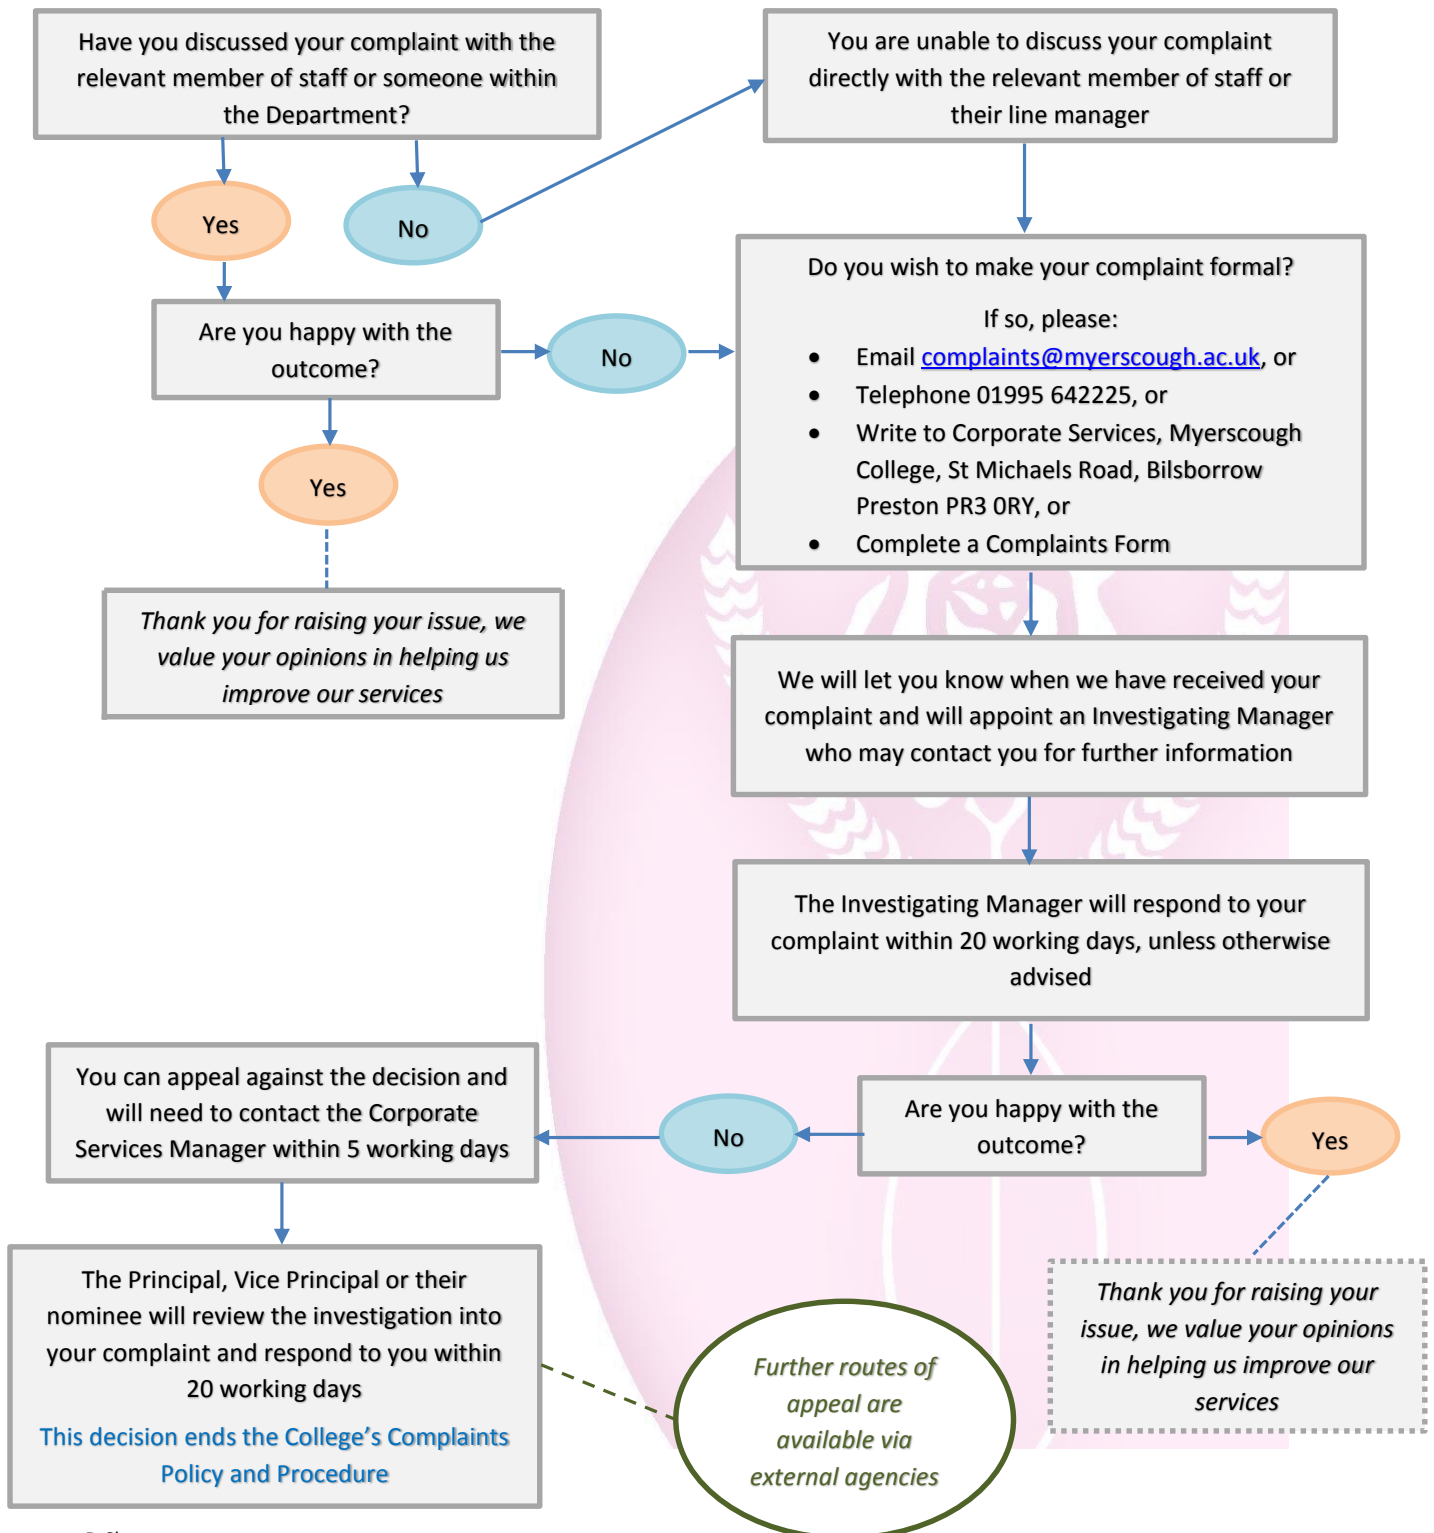 Have you discussed your complaint with the
relevant member of staff or someone within
the Department?
You are unable to discuss your complaint
directly with the relevant member of staff or
their line manager
Yes
No
Do you wish to make your complaint formal?
If so, please:
• Email complaints@myerscough.ac.uk, or
• Telephone 01995 642225, or
• Write to Corporate Services, Myerscough
College, St Michaels Road, Bilsborrow
Preston PR3 0RY, or
• Complete a Complaints Form
Are you happy with the
outcome?
No
Yes
Thank you for raising your issue, we
value your opinions in helping us
improve our services
We will let you know when we have received your
complaint and will appoint an Investigating Manager
who may contact you for further information
The Investigating Manager will respond to your
complaint within 20 working days, unless otherwise
advised
Are you happy with the
outcome?
No
Yes
You can appeal against the decision and
will need to contact the Corporate
Services Manager within 5 working days
Thank you for raising your
issue, we value your opinions
in helping us improve our
services
The Principal, Vice Principal or their
nominee will review the investigation into
your complaint and respond to you within
20 working days
This decision ends the College’s Complaints
Policy and Procedure
Further routes of
appeal are
available via
external agencies